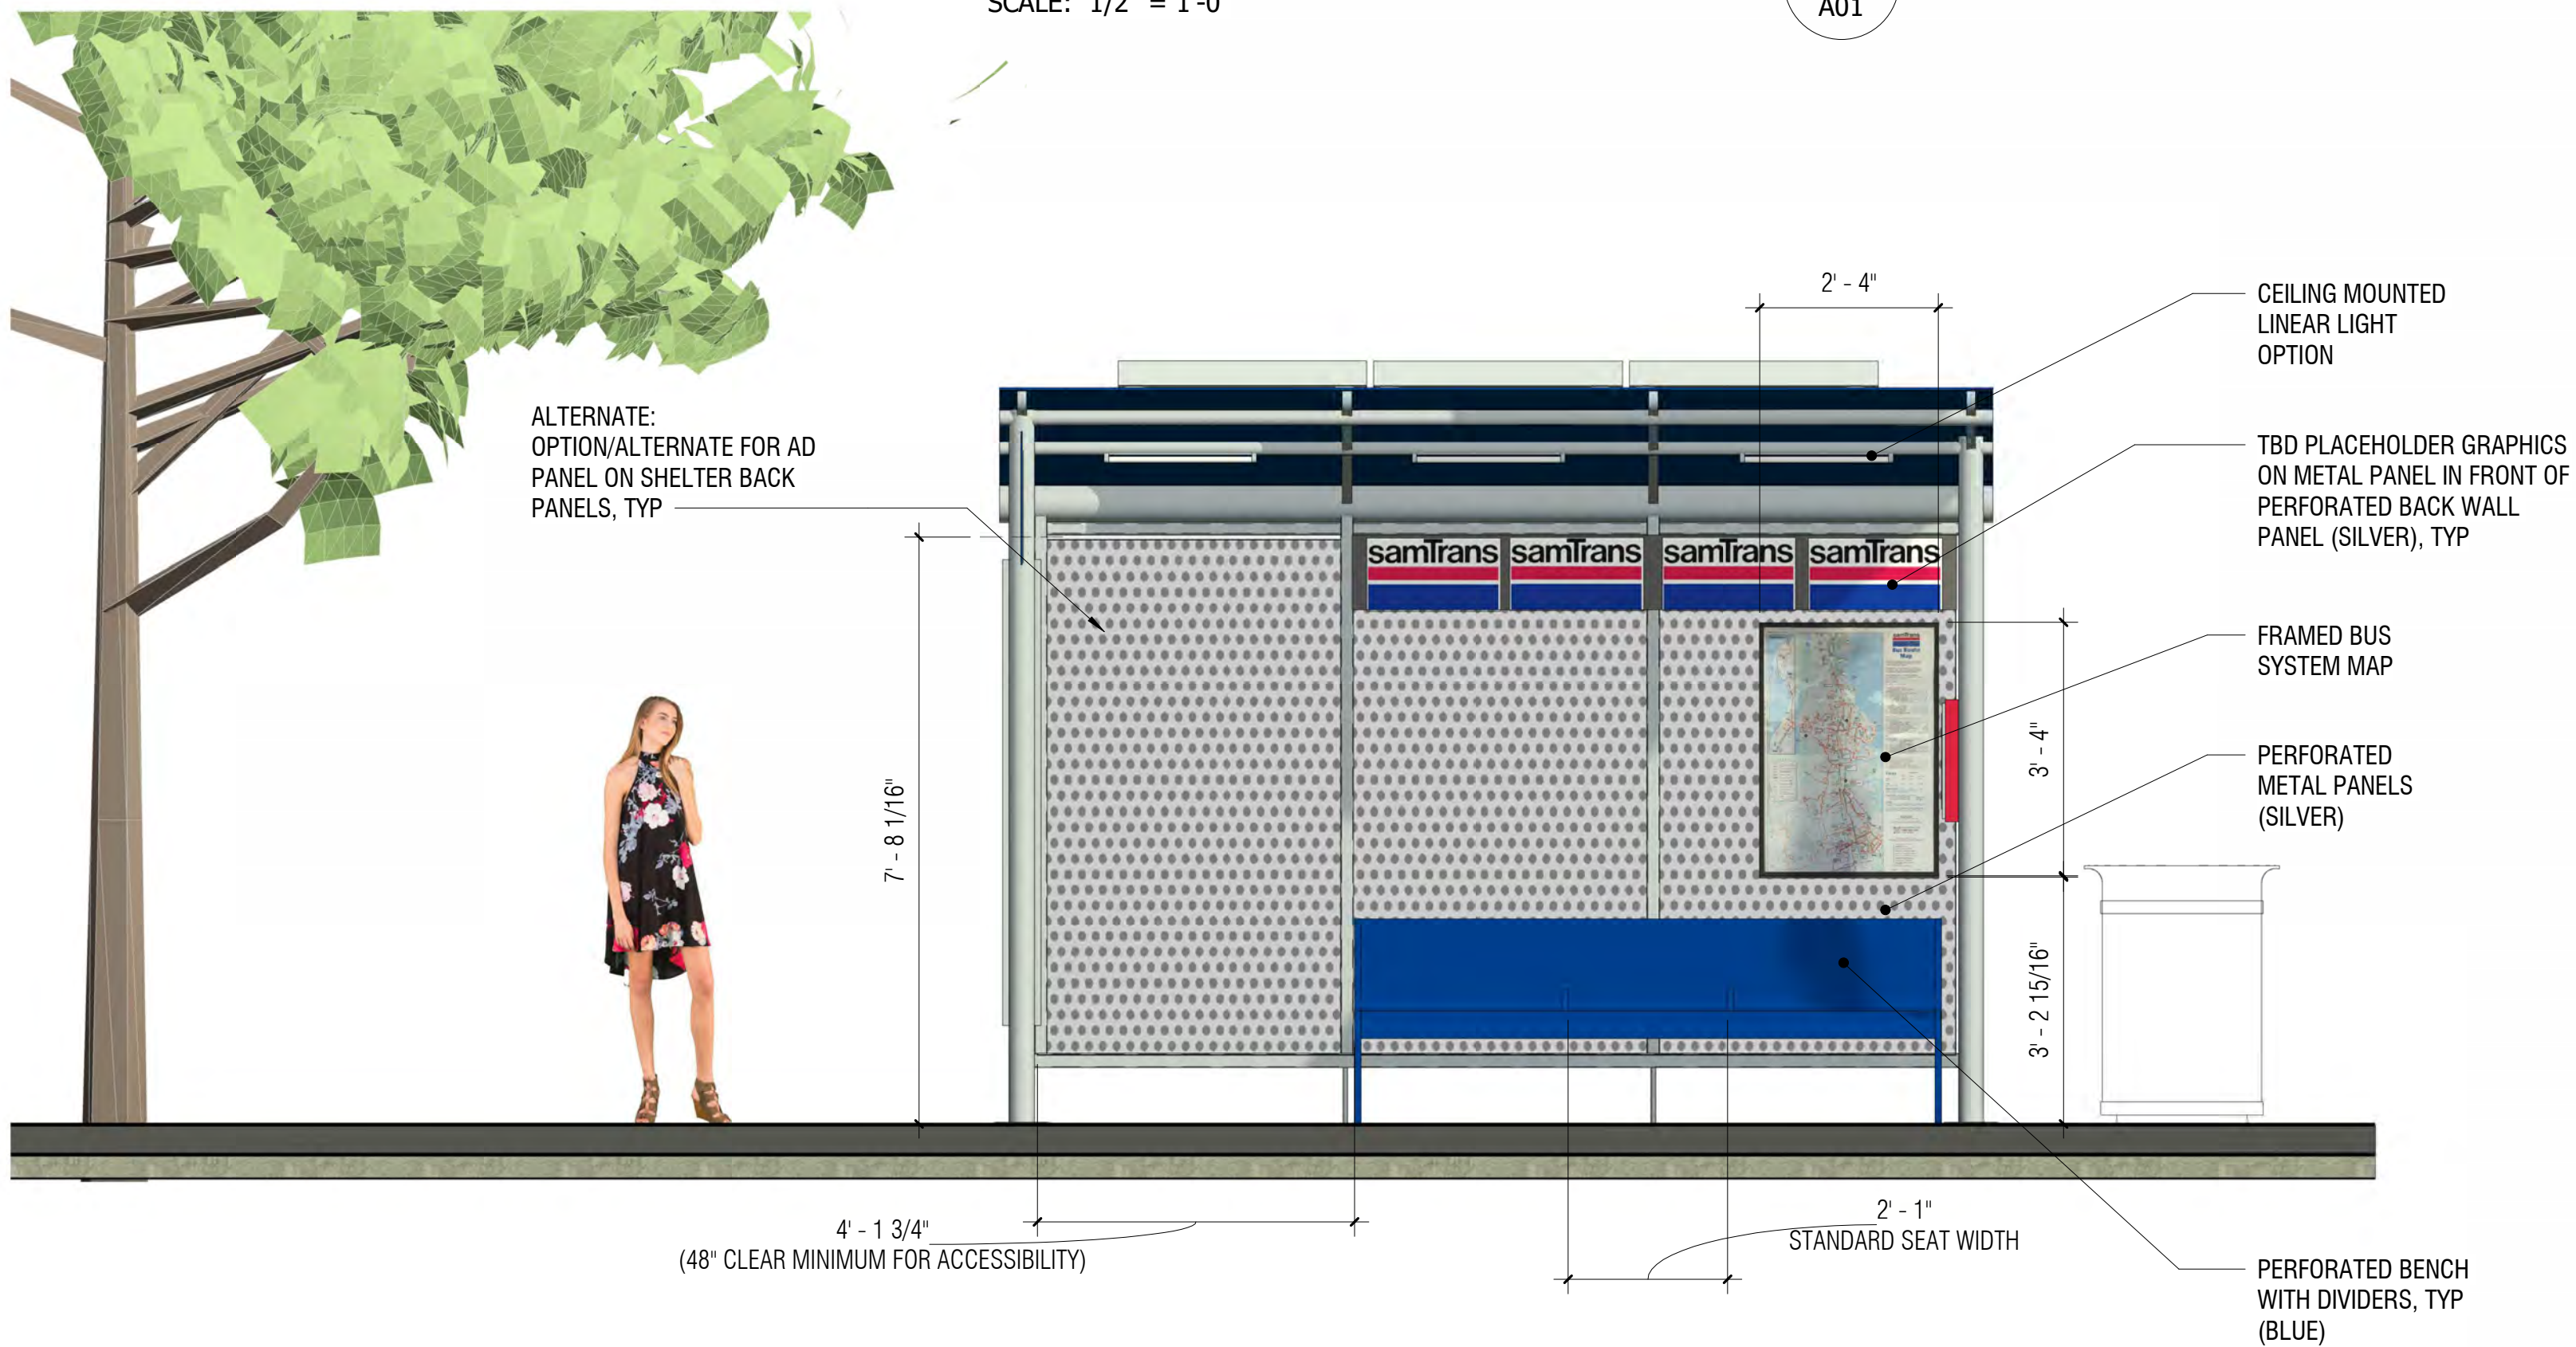 SCALE: 1/2" = 1'-0"
A01
2' - 4"
CEILING MOUNTED
LINEAR LIGHT
OPTION
ALTERNATE:
OPTION/ALTERNATE FOR AD
PANEL ON SHELTER BACK
PANELS, TYP
TBD PLACEHOLDER GRAPHICS
ON METAL PANEL IN FRONT OF
PERFORATED BACK WALL
PANEL (SILVER), TYP
samTrans samTrans samTrans samTrans
samTrans
Bus Route
Map
FRAMED BUS
SYSTEM MAP
3' - 4"
7' - 8 1/16"
PERFORATED
METAL PANELS
(SILVER)
3' - 2 15/16"
4' - 1 3/4"
(48" CLEAR MINIMUM FOR ACCESSIBILITY)
2' - 1"
STANDARD SEAT WIDTH
PERFORATED BENCH
WITH DIVIDERS, TYP
(BLUE)